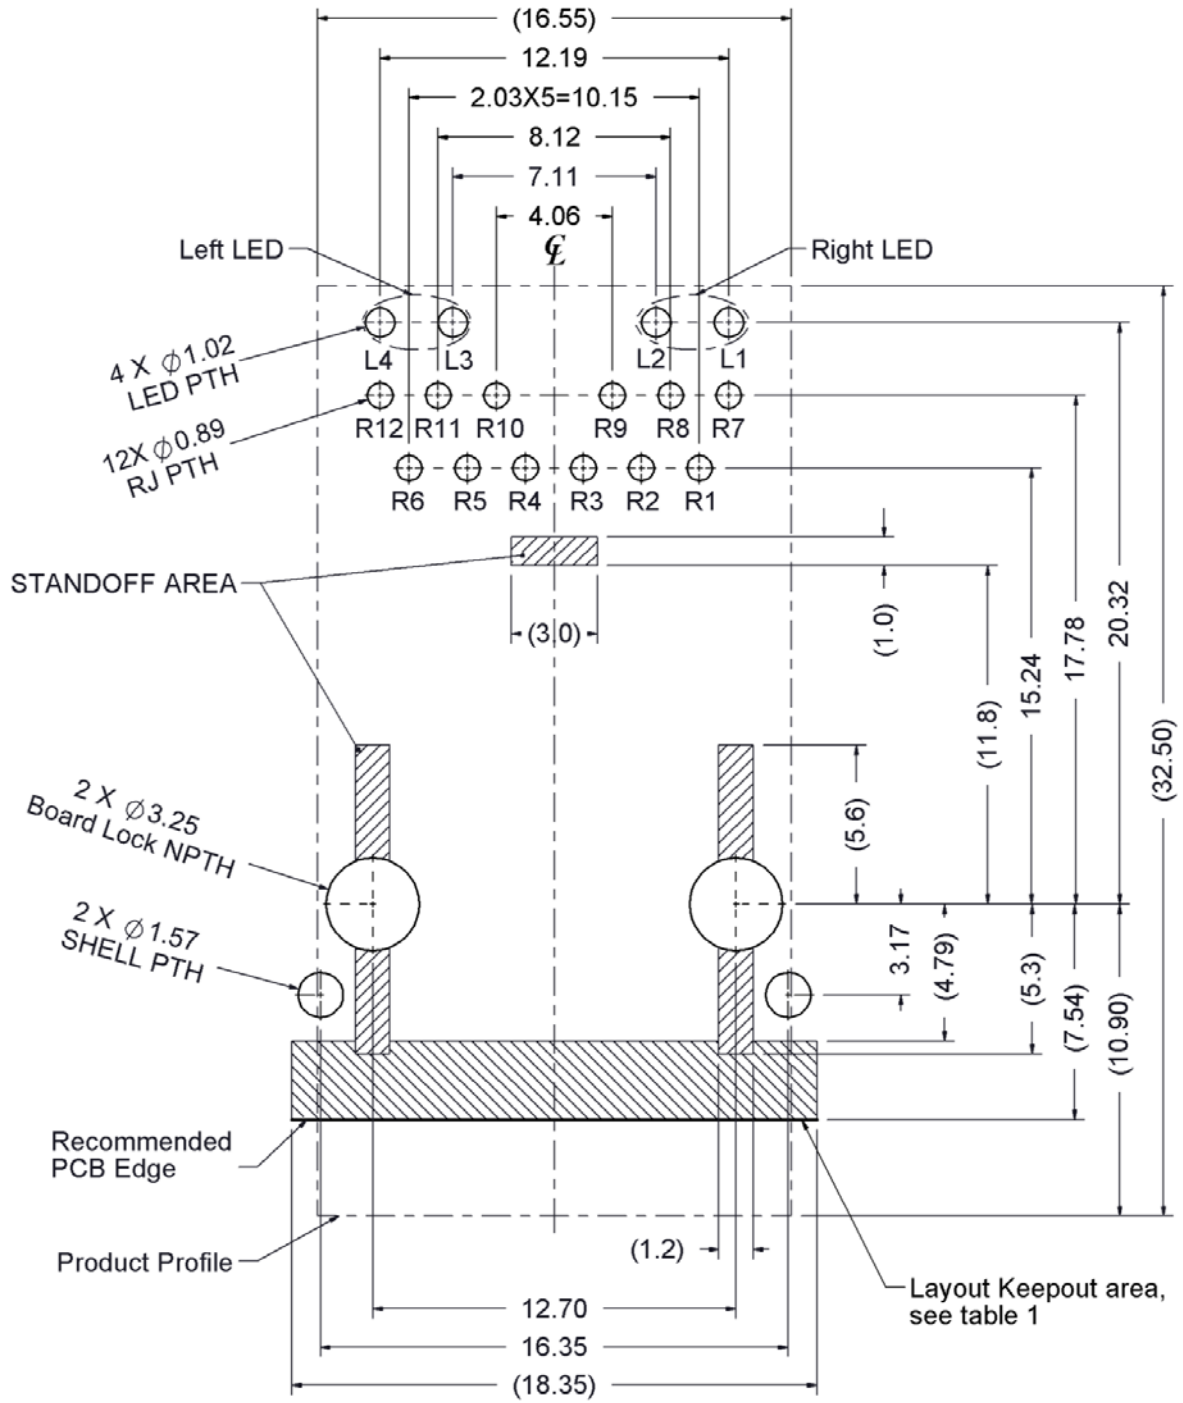 (16.55)
12.19
2.03X5=10.15
8.12
7.11
4.06
℄
Left LED
Right LED
4 X ∅1.02
LED PTH
L4
L3
L2
L1
12X ∅0.89
RJ PTH
R12
R11
R10
R9
R8
R7
R6
R5
R4
R3
R2
R1
STANDOFF AREA
(3.0)
(1.0)
(11.8)
15.24
17.78
20.32
(32.50)
(5.6)
2 X ∅3.25
Board Lock NPTH
2 X ∅1.57
SHELL PTH
3.17
(4.79)
(5.3)
(7.54)
(10.90)
Recommended
PCB Edge
Product Profile
(1.2)
Layout Keepout area,
see table 1
12.70
16.35
(18.35)